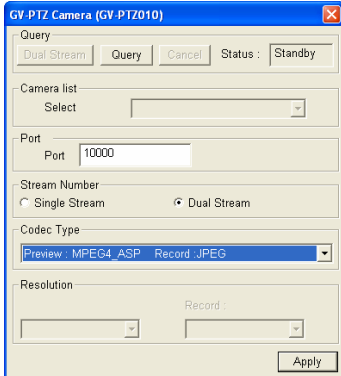 GV-PTZ Camera (GV-PTZ010)
Query
Dual Stream Query Cancel Status : Standby
Camera list
Select
Port
Port 10000
Stream Number
Single Stream Dual Stream
Codec Type
Preview : MPEG4_ASP Record :JPEG
Resolution
Record :
Apply